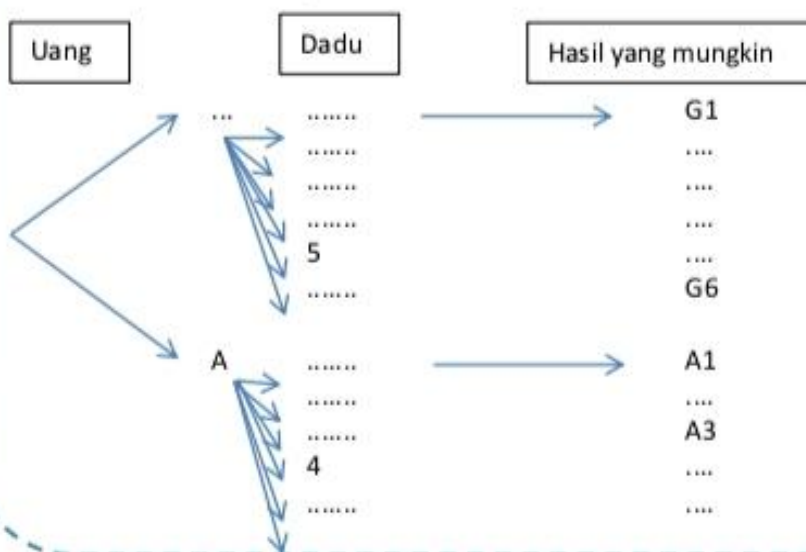 Uang Dadu Hasil yang mungkin
... ....... G1
....... ....
....... ....
....... ....
5 ....
....... G6
A ....... A1
....... ....
....... A3
4 ....
....... ....